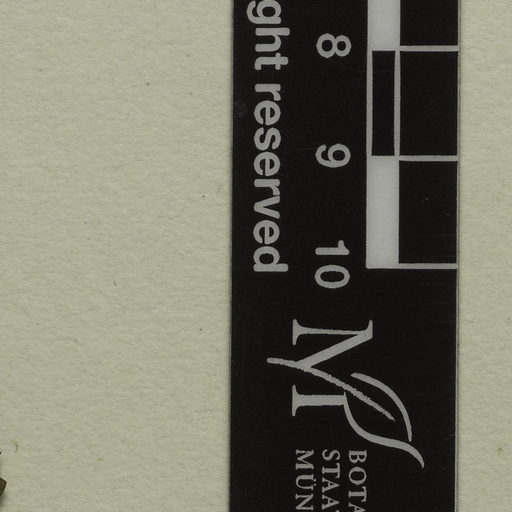 ght reserved
8
9
10
M
BOTA
STAA
MÜN